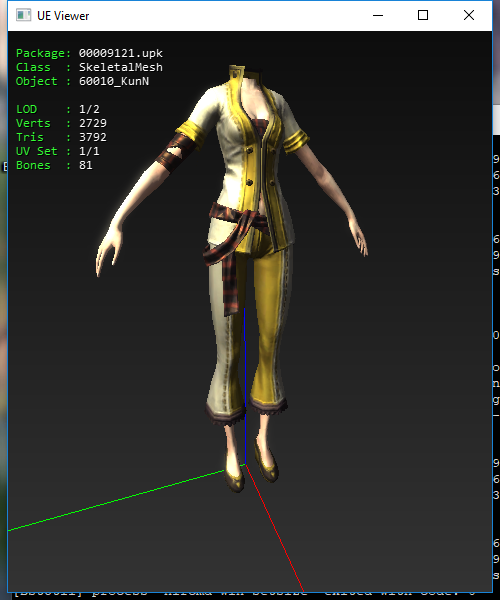 UE Viewer
Package: 00009121.upk
Class : SkeletalMesh
Object : 60010_KunN
LOD : 1/2
Verts : 2729
Tris : 3792
UV Set : 1/1
Bones : 81